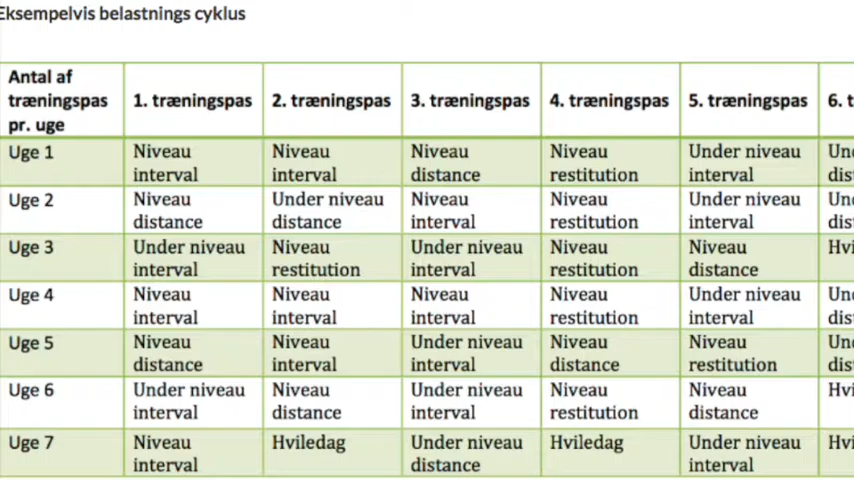 Eksempelvis belastnings cyklus
Antal af
træningspas
pr. uge
1. træningspas
2. træningspas
3. træningspas
4. træningspas
5. træningspas
6.
Uge 1
Niveau
interval
Niveau
interval
Niveau
distance
Niveau
restitution
Under niveau
interval
Uge 2
Niveau
distance
Under niveau
distance
Niveau
interval
Niveau
restitution
Under niveau
interval
Uge 3
Under niveau
interval
Niveau
restitution
Under niveau
interval
Niveau
restitution
Niveau
distance
Uge 4
Niveau
interval
Niveau
interval
Niveau
interval
Niveau
restitution
Under niveau
interval
Uge 5
Niveau
distance
Niveau
interval
Under niveau
interval
Niveau
distance
Niveau
restitution
Uge 6
Under niveau
interval
Niveau
distance
Under niveau
interval
Niveau
restitution
Niveau
distance
Uge 7
Niveau
interval
Hviledag
Under niveau
distance
Hviledag
Under niveau
interval